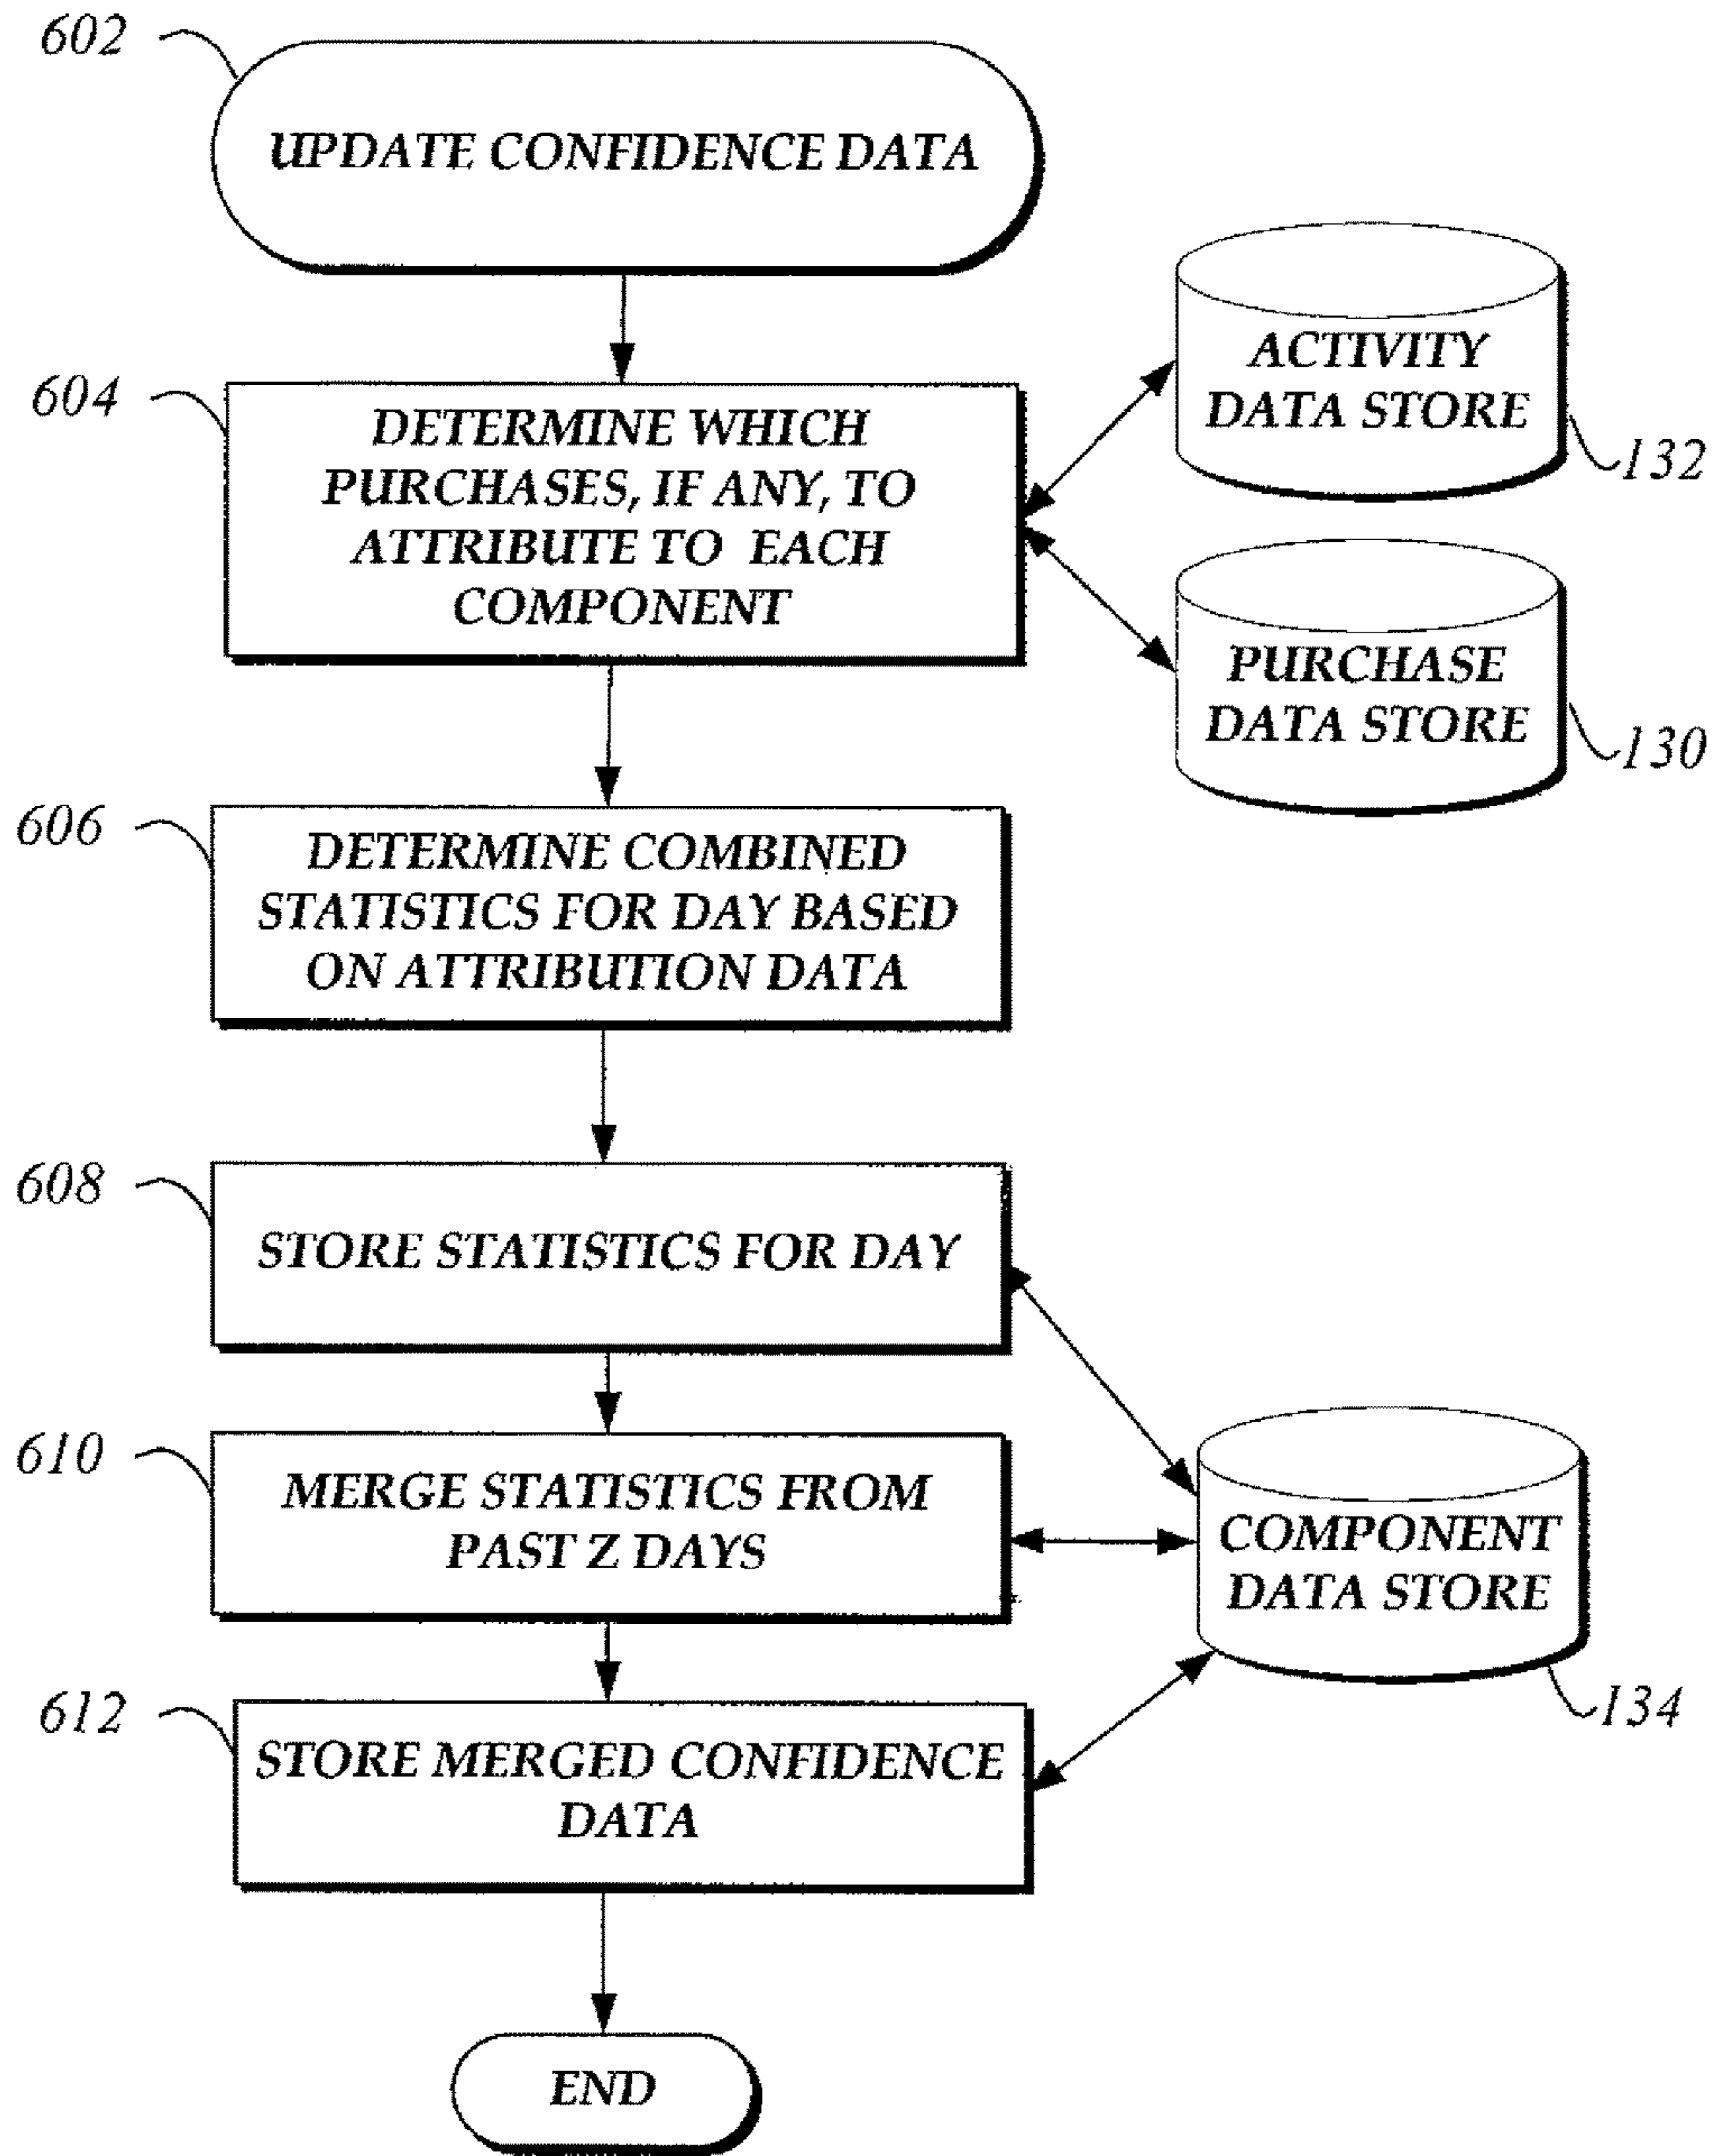 602
UPDATE CONFIDENCE DATA
604
DETERMINE WHICH
PURCHASES, IF ANY, TO
ATTRIBUTE TO EACH
COMPONENT
ACTIVITY
DATA STORE
132
PURCHASE
DATA STORE
130
606
DETERMINE COMBINED
STATISTICS FOR DAY BASED
ON ATTRIBUTION DATA
608
STORE STATISTICS FOR DAY
610
MERGE STATISTICS FROM
PAST Z DAYS
COMPONENT
DATA STORE
134
612
STORE MERGED CONFIDENCE
DATA
END